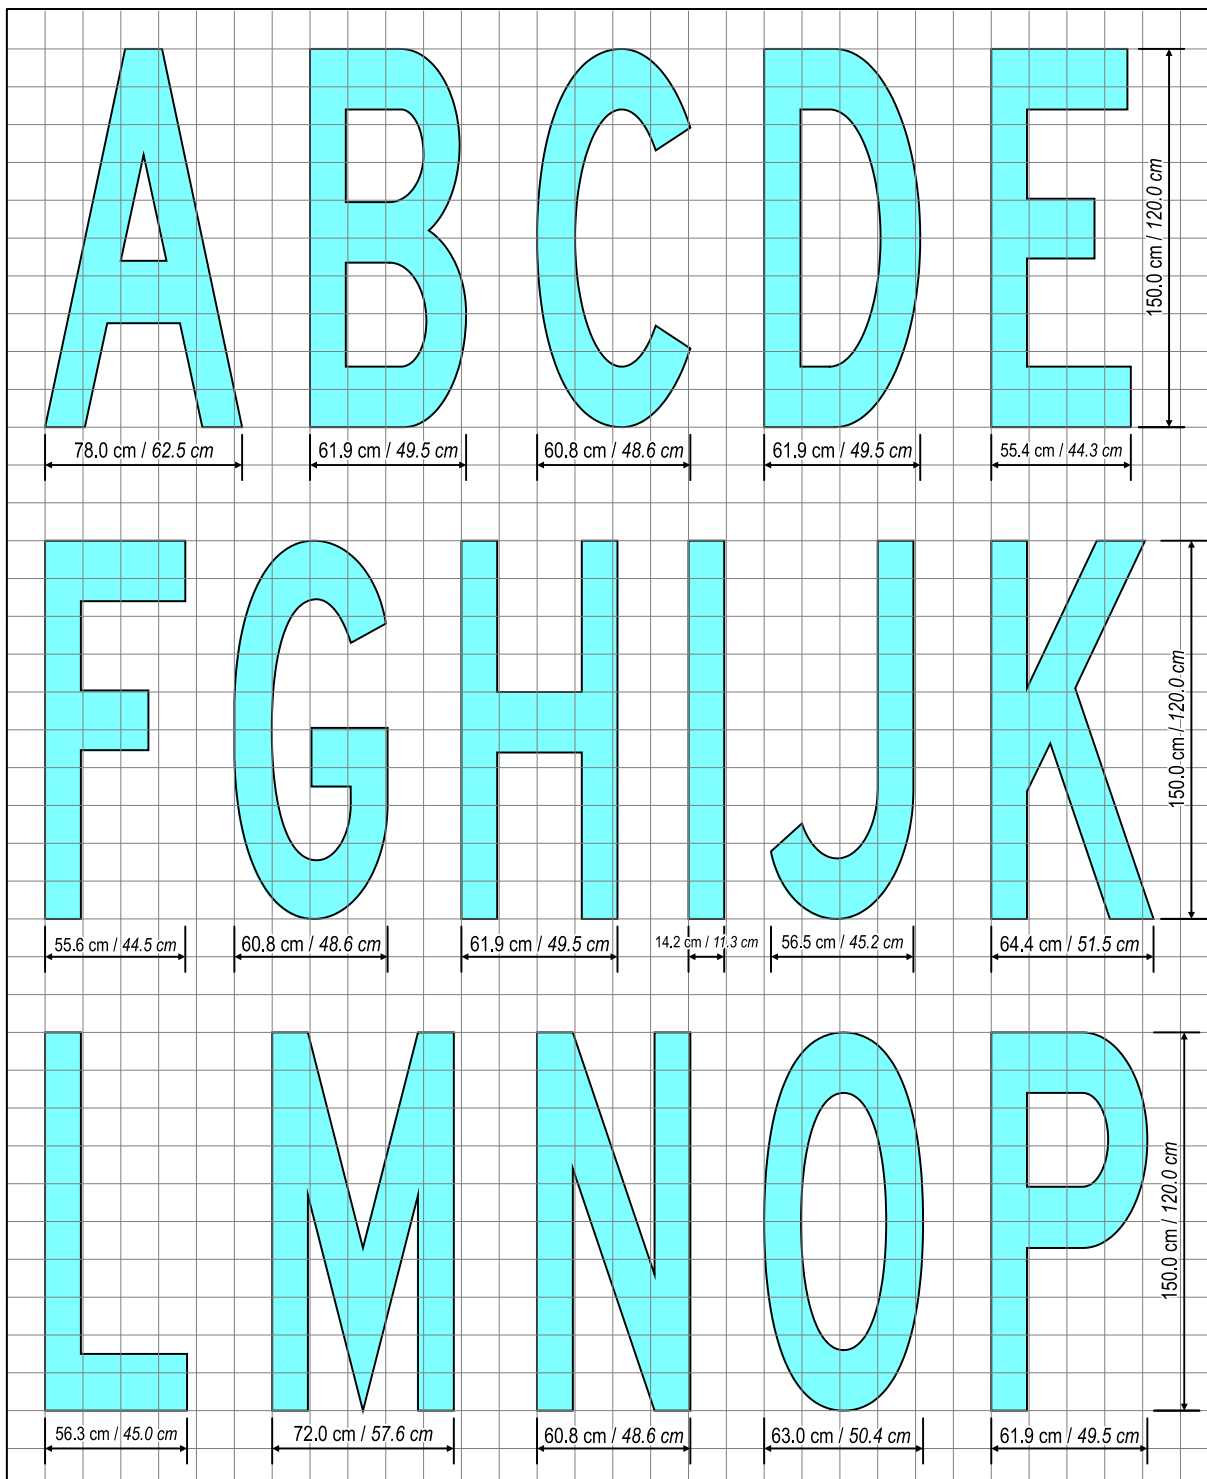 A B C D E
150.0 cm / 120.0 cm
78.0 cm / 62.5 cm
61.9 cm / 49.5 cm
60.8 cm / 48.6 cm
61.9 cm / 49.5 cm
55.4 cm / 44.3 cm
F G H I J K
150.0 cm / 120.0 cm
55.6 cm / 44.5 cm
60.8 cm / 48.6 cm
61.9 cm / 49.5 cm
14.2 cm / 11.3 cm
56.5 cm / 45.2 cm
64.4 cm / 51.5 cm
L M N O P
150.0 cm / 120.0 cm
56.3 cm / 45.0 cm
72.0 cm / 57.6 cm
60.8 cm / 48.6 cm
63.0 cm / 50.4 cm
61.9 cm / 49.5 cm